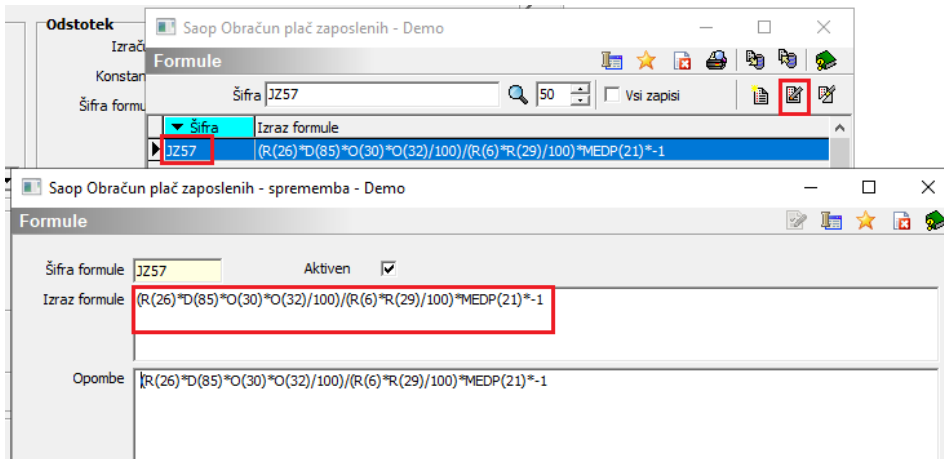 Odstotek
Saop Obračun plač zaposlenih - Demo
Formule
Konstan
Šifra JZ57 50 Vsi zapisi
Šifra formu
Šifra Izraz formule
JZ57 (R(26)*D(85)*O(30)*O(32)/100)/(R(6)*R(29)/100)*MEDP(21)*-1
Saop Obračun plač zaposlenih - sprememba - Demo
Formule
Šifra formule JZ57 Aktiven
Izraz formule (R(26)*D(85)*O(30)*O(32)/100)/(R(6)*R(29)/100)*MEDP(21)*-1
Opombe (R(26)*D(85)*O(30)*O(32)/100)/(R(6)*R(29)/100)*MEDP(21)*-1